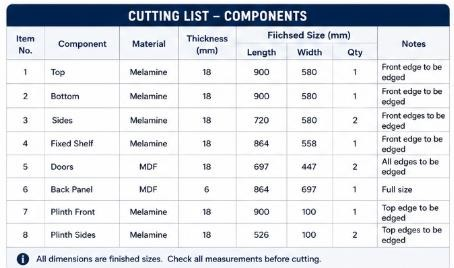 CUTTING LIST – COMPONENTS
Item No. Component Material Thickness (mm) Fiichsed Size (mm) Notes
Length Width Qty
1 Top Melamine 18 900 580 1 Front edge to be edged
2 Bottom Melamine 18 900 580 1 Front edge to be edged
3 Sides Melamine 18 720 580 2 Front edges to be edged
4 Fixed Shelf Melamine 18 864 558 1 Front edge to be edged
5 Doors MDF 18 697 447 2 All edges to be edged
6 Back Panel MDF 6 864 697 1 Full size
7 Plinth Front Melamine 18 900 100 1 Top edge to be edged
8 Plinth Sides Melamine 18 526 100 2 Top edges to be edged
i All dimensions are finished sizes. Check all measurements before cutting.